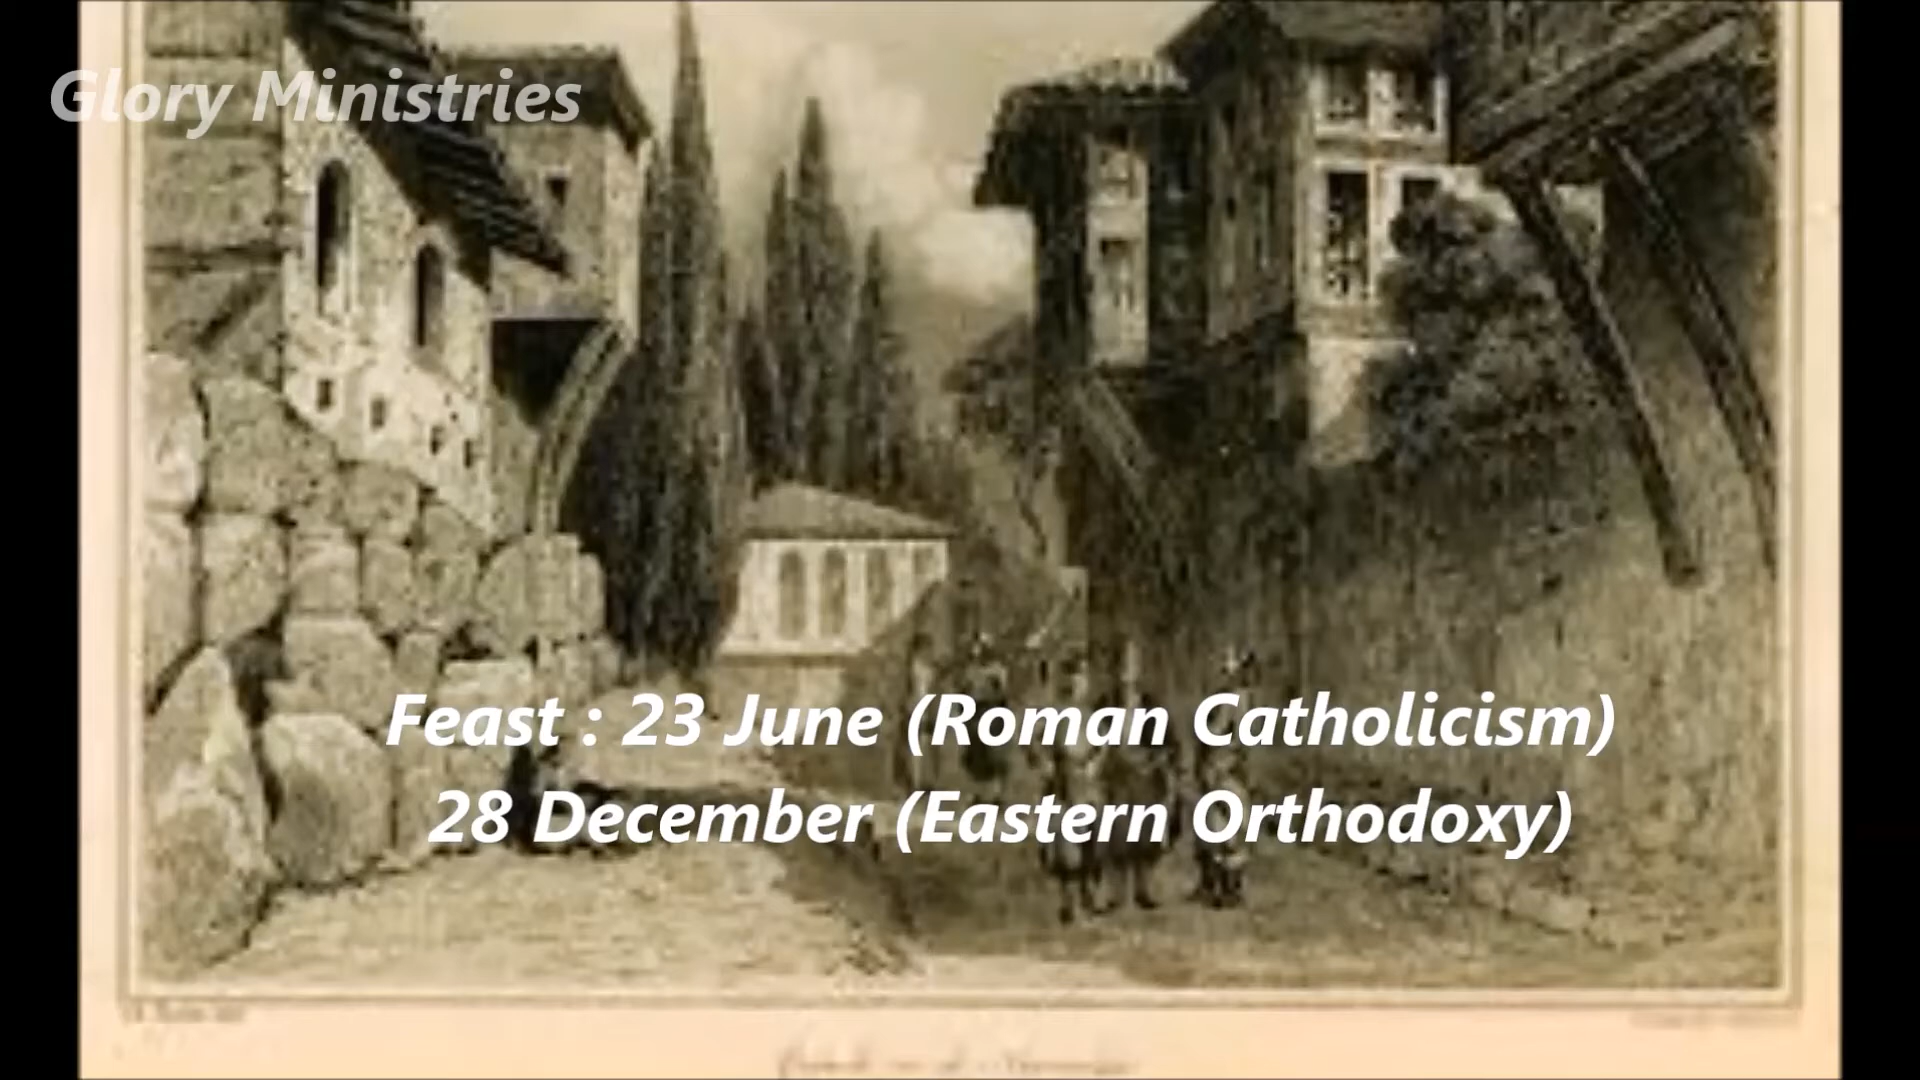 Glory Ministries
Feast : 23 June (Roman Catholicism)
28 December (Eastern Orthodoxy)